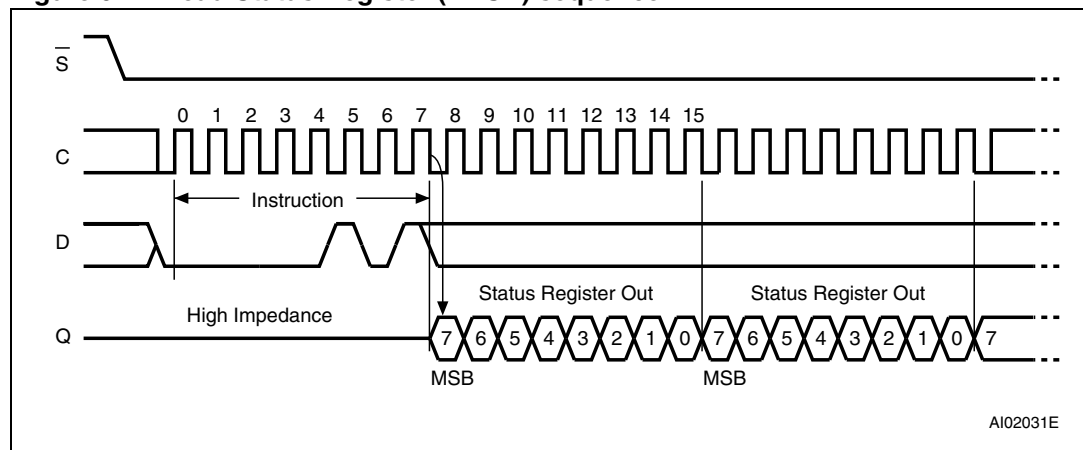 S
0 1 2 3 4 5 6 7 8 9 10 11 12 13 14 15
C
Instruction
D
Status Register Out Status Register Out
High Impedance
Q 7 6 5 4 3 2 1 0 7 6 5 4 3 2 1 0 7
MSB MSB
AI02031E